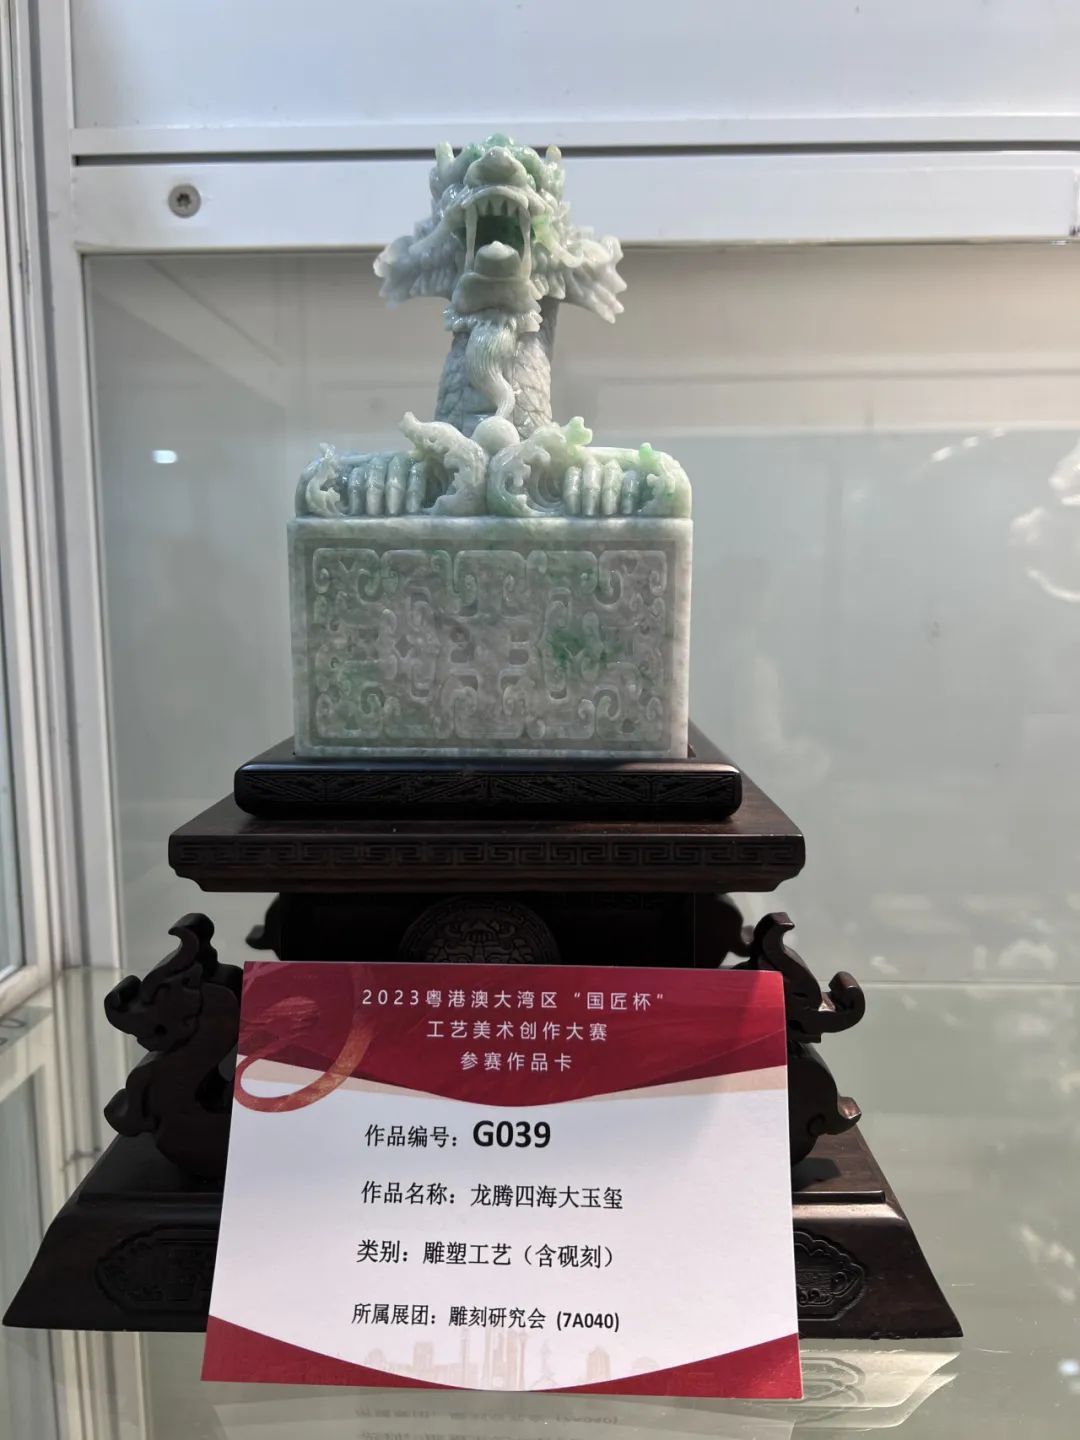 2023粤港澳大湾区“国匠杯”
工艺美术创作大赛
参赛作品卡
作品编号：G039
作品名称：龙腾四海大玉玺
类别：雕塑工艺（含砚刻）
所属展团：雕刻研究会 (7A040)